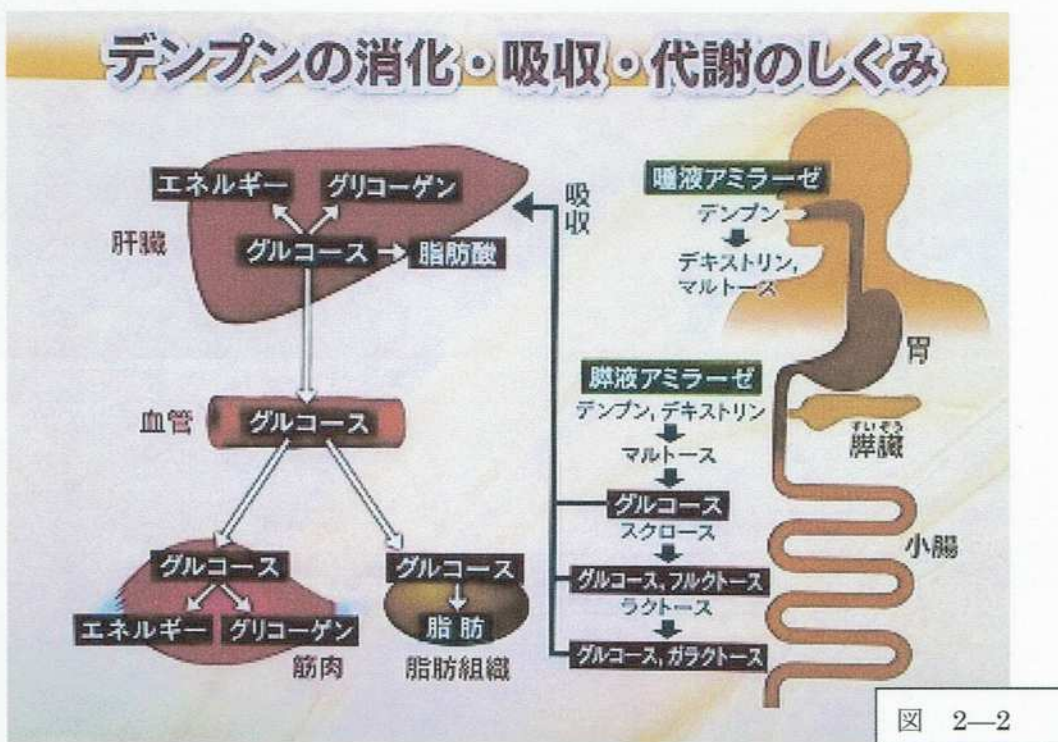 デンプンの消化・吸収・代謝のしくみ
エネルギー
グリコーゲン
肝臓
グルコース
脂肪酸
吸収
唾液アミラーゼ
デンプン
デキストリン,
マルトース
胃
膵液アミラーゼ
デンプン, デキストリン
マルトース
グルコース
スクロース
グルコース, フルクトース
ラクトース
グルコース, ガラクトース
すいぞう
膵臓
小腸
血管
グルコース
グルコース
エネルギー
グリコーゲン
筋肉
グルコース
脂肪
脂肪組織
図 2―2